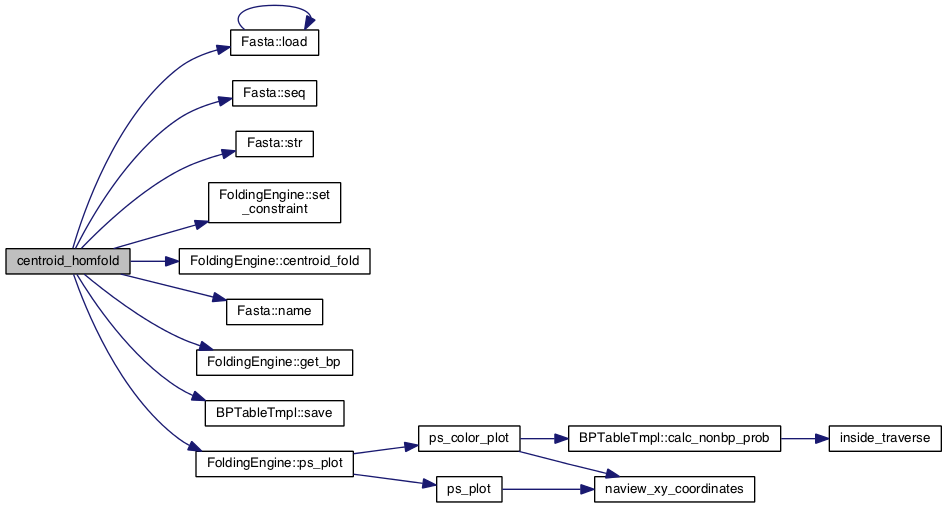 Fasta::load
Fasta::seq
Fasta::str
FoldingEngine::set
_constraint
centroid_homfold
FoldingEngine::centroid_fold
Fasta::name
FoldingEngine::get_bp
BPTableTmpl::save
FoldingEngine::ps_plot
ps_color_plot
BPTableTmpl::calc_nonbp_prob
inside_traverse
ps_plot
naview_xy_coordinates